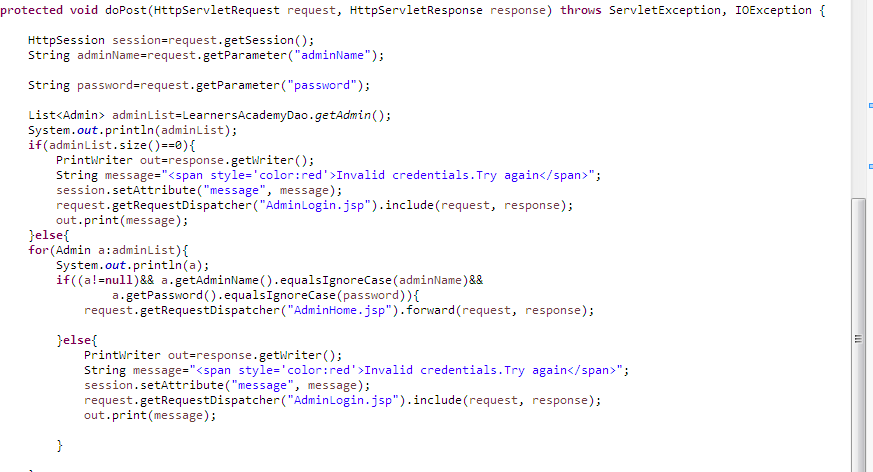 protected void doPost(HttpServletRequest request, HttpServletResponse response) throws ServletException, IOException {
HttpSession session=request.getSession();
String adminName=request.getParameter("adminName");
String password=request.getParameter("password");
List<Admin> adminList=LearnersAcademyDao.getAdmin();
System.out.println(adminList);
if(adminList.size()==0){
PrintWriter out=response.getWriter();
String message="<span style='color:red'>Invalid credentials.Try again</span>";
session.setAttribute("message", message);
request.getRequestDispatcher("AdminLogin.jsp").include(request, response);
out.print(message);
}else{
for(Admin a:adminList){
System.out.println(a);
if((a!=null)&& a.getAdminName().equalsIgnoreCase(adminName)&&
a.getPassword().equalsIgnoreCase(password)){
request.getRequestDispatcher("AdminHome.jsp").forward(request, response);
}else{
PrintWriter out=response.getWriter();
String message="<span style='color:red'>Invalid credentials.Try again</span>";
session.setAttribute("message", message);
request.getRequestDispatcher("AdminLogin.jsp").include(request, response);
out.print(message);
}